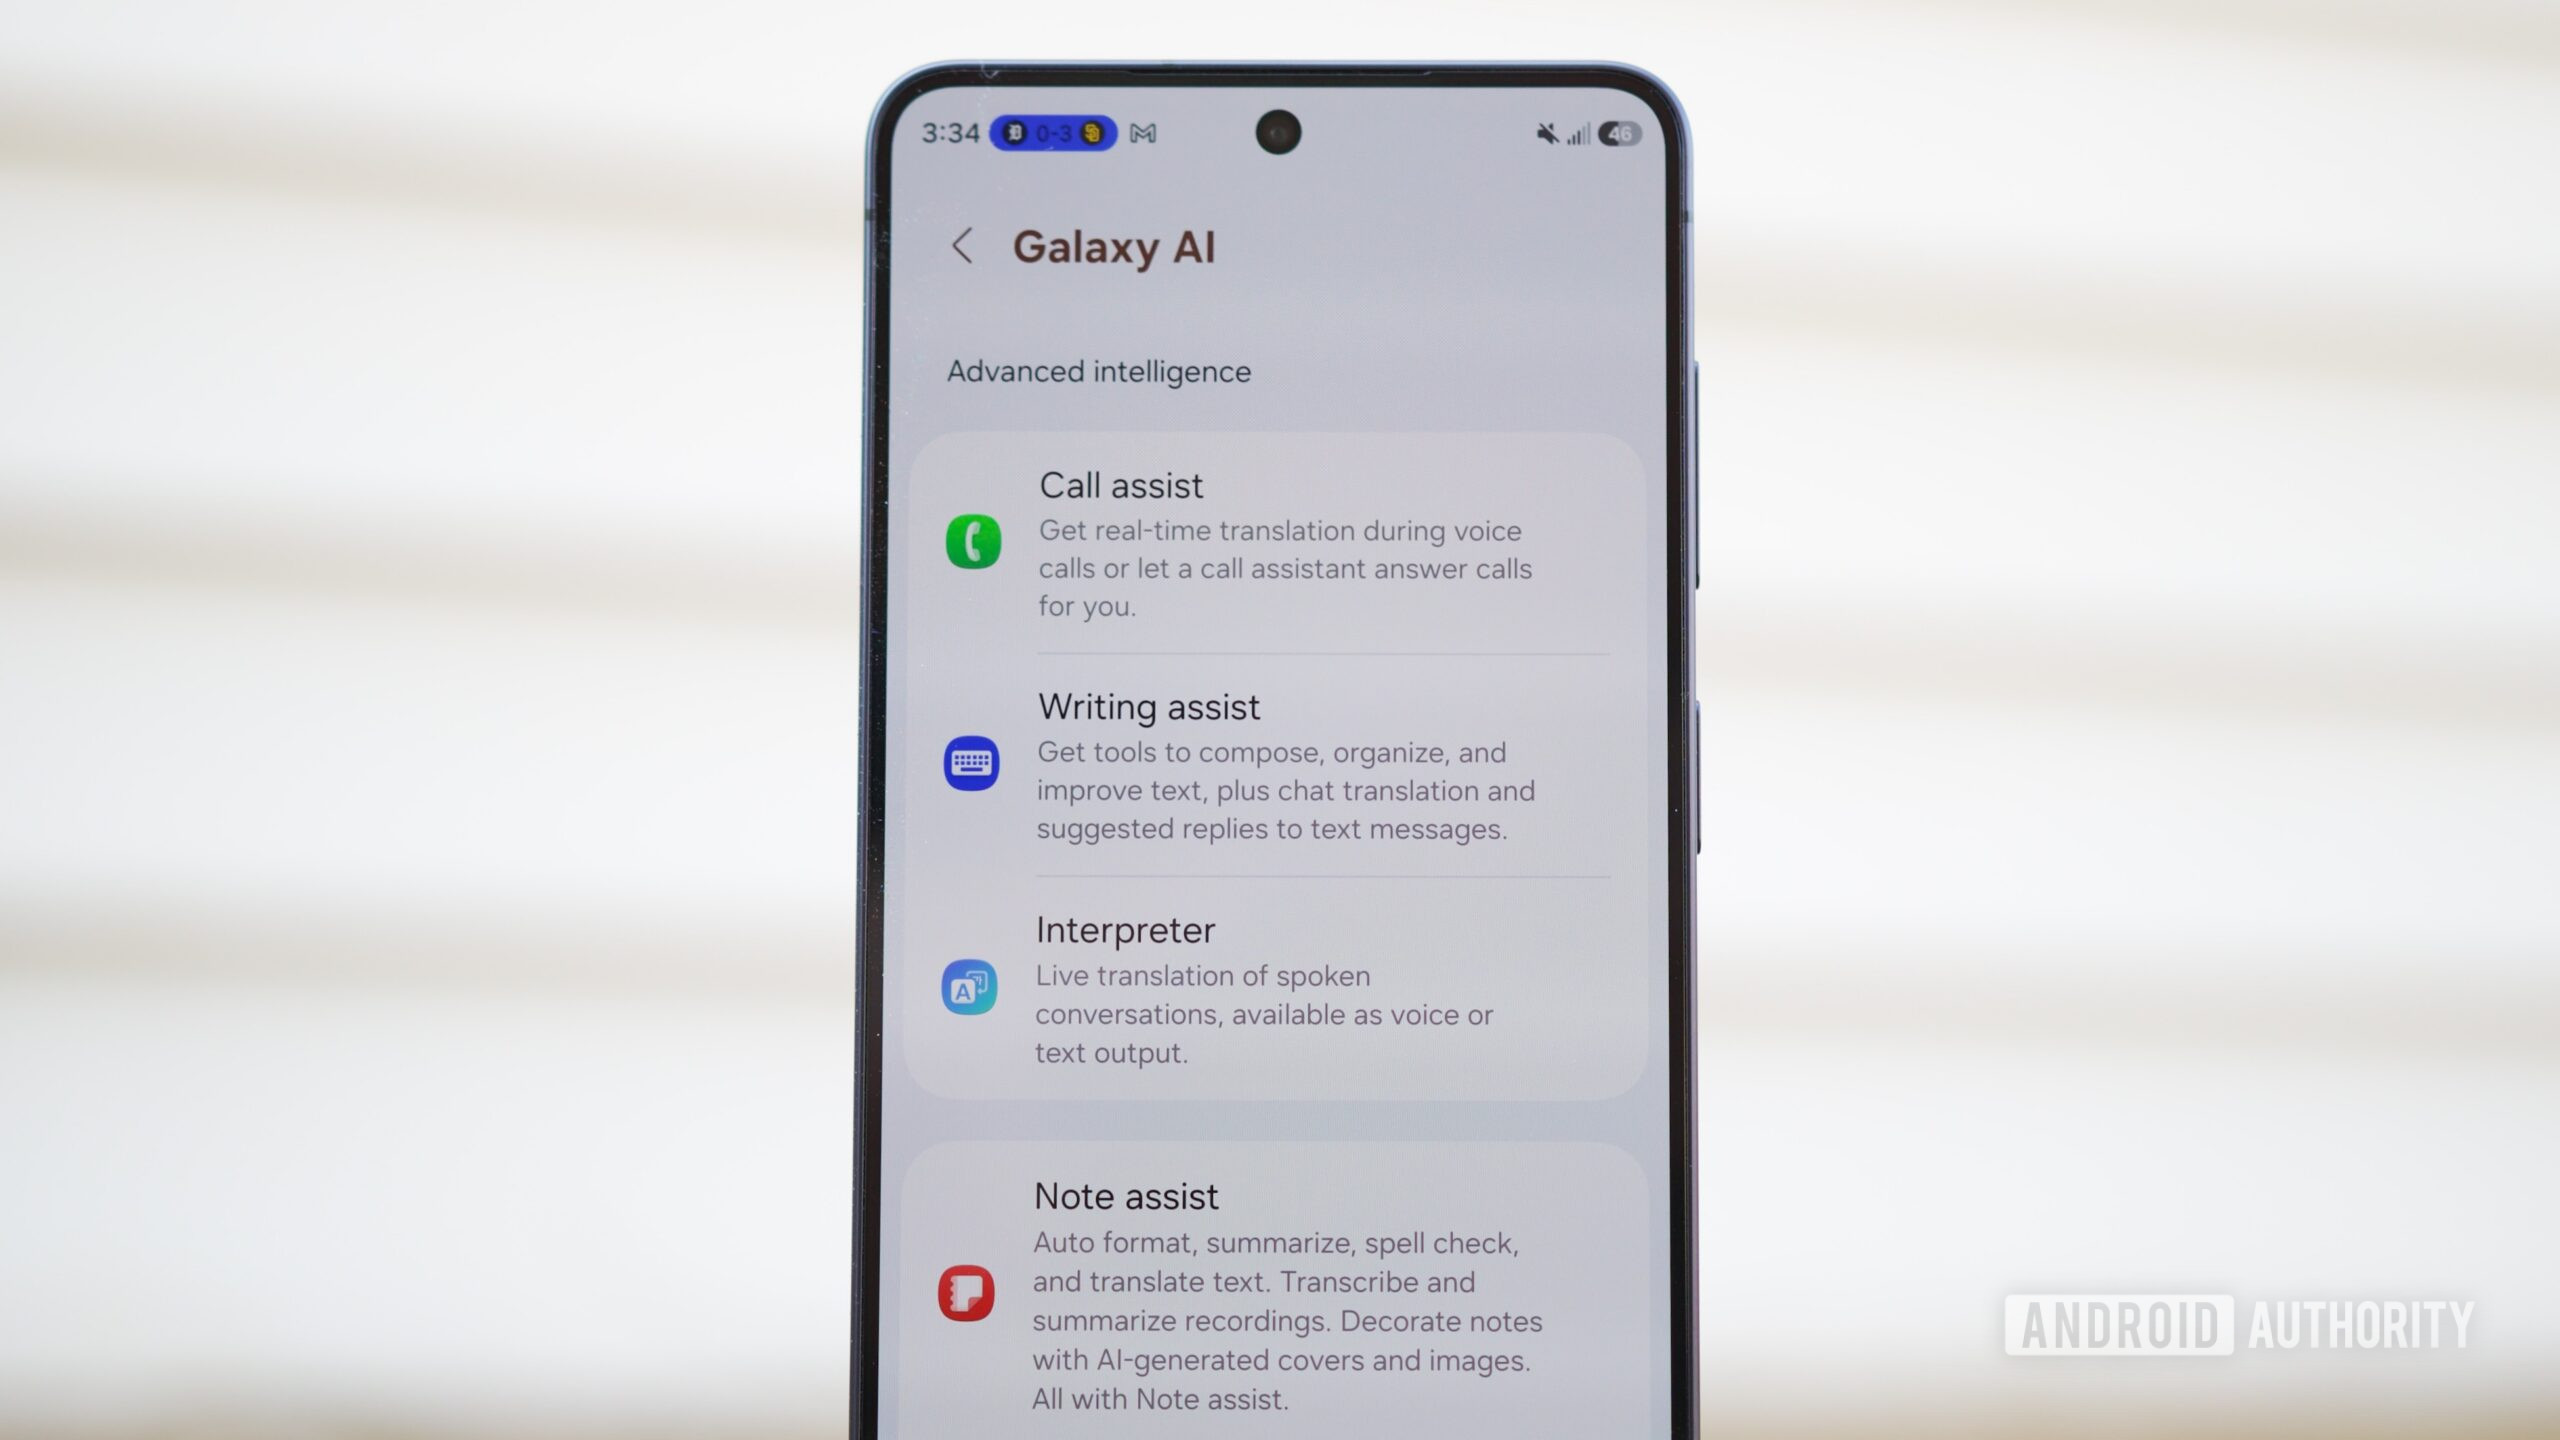 3:34 D 0-3 SD M 46
Galaxy AI
Advanced intelligence
Call assist
Get real-time translation during voice
calls or let a call assistant answer calls
for you.
Writing assist
Get tools to compose, organize, and
improve text, plus chat translation and
suggested replies to text messages.
Interpreter
A
Live translation of spoken
conversations, available as voice or
text output.
Note assist
Auto format, summarize, spell check,
and translate text. Transcribe and
summarize recordings. Decorate notes
with AI-generated covers and images.
All with Note assist.
ANDROID AUTHORITY